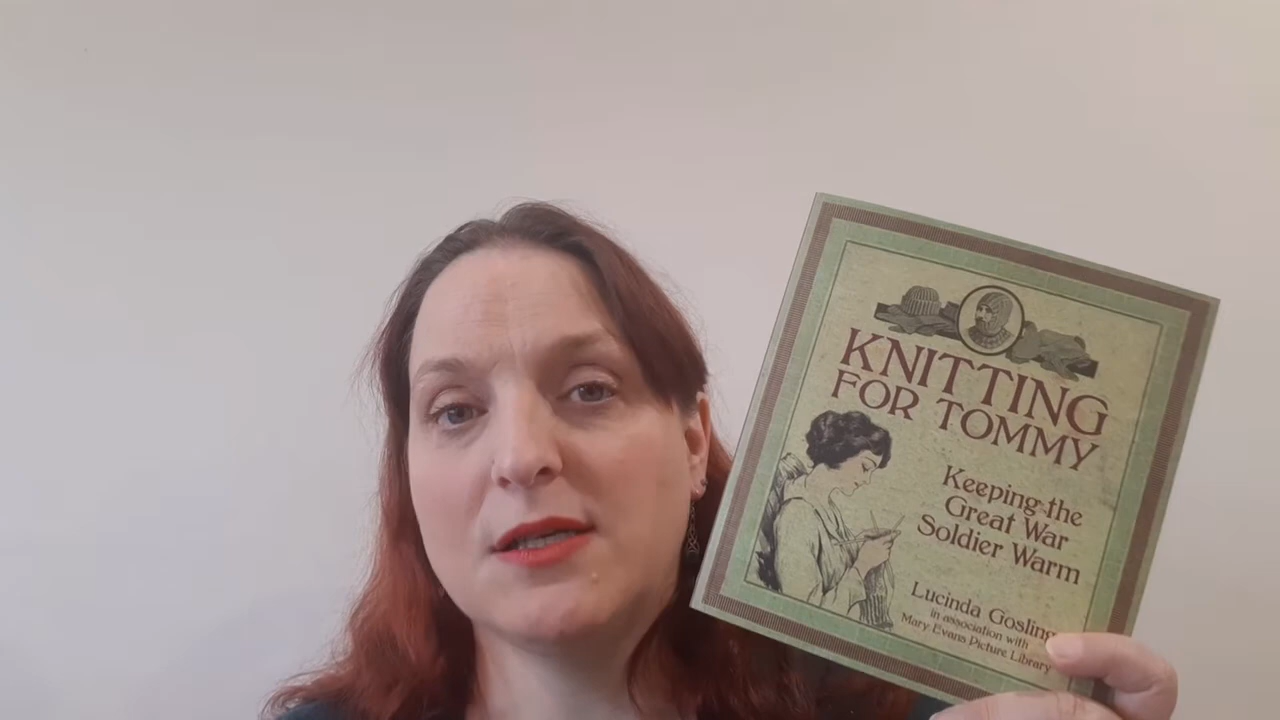 KNITTING
FOR TOMMY
Keeping the
Great War
Soldier Warm
Lucinda Gosling
in association with
Mary Evans Picture Library